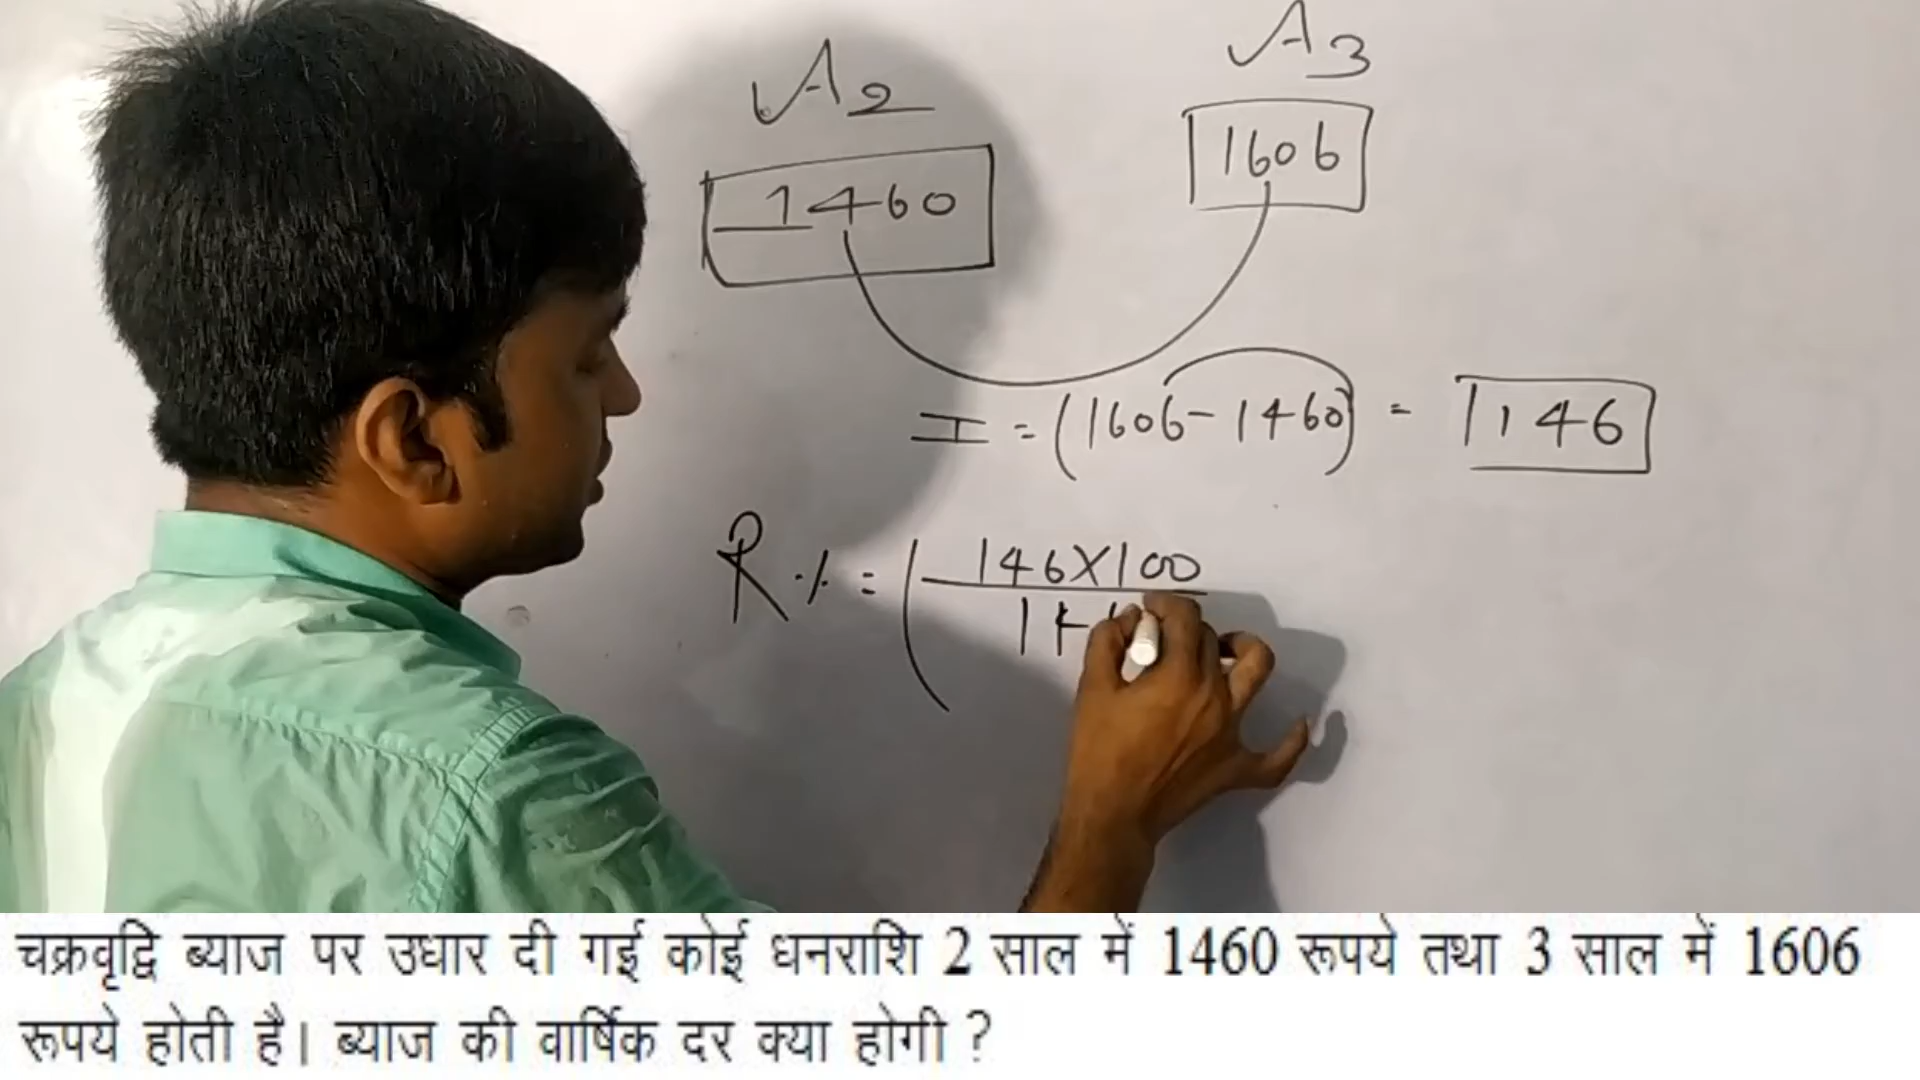 A2
A3
1460
1606
I = (1606 - 1460) = 146
R % = ( 146 X 100
14
चक्रवृद्वि ब्याज पर उधार दी गई कोई धनराशि 2 साल में 1460 रूपये तथा 3 साल में 1606
रूपये होती है। ब्याज की वार्षिक दर क्या होगी ?